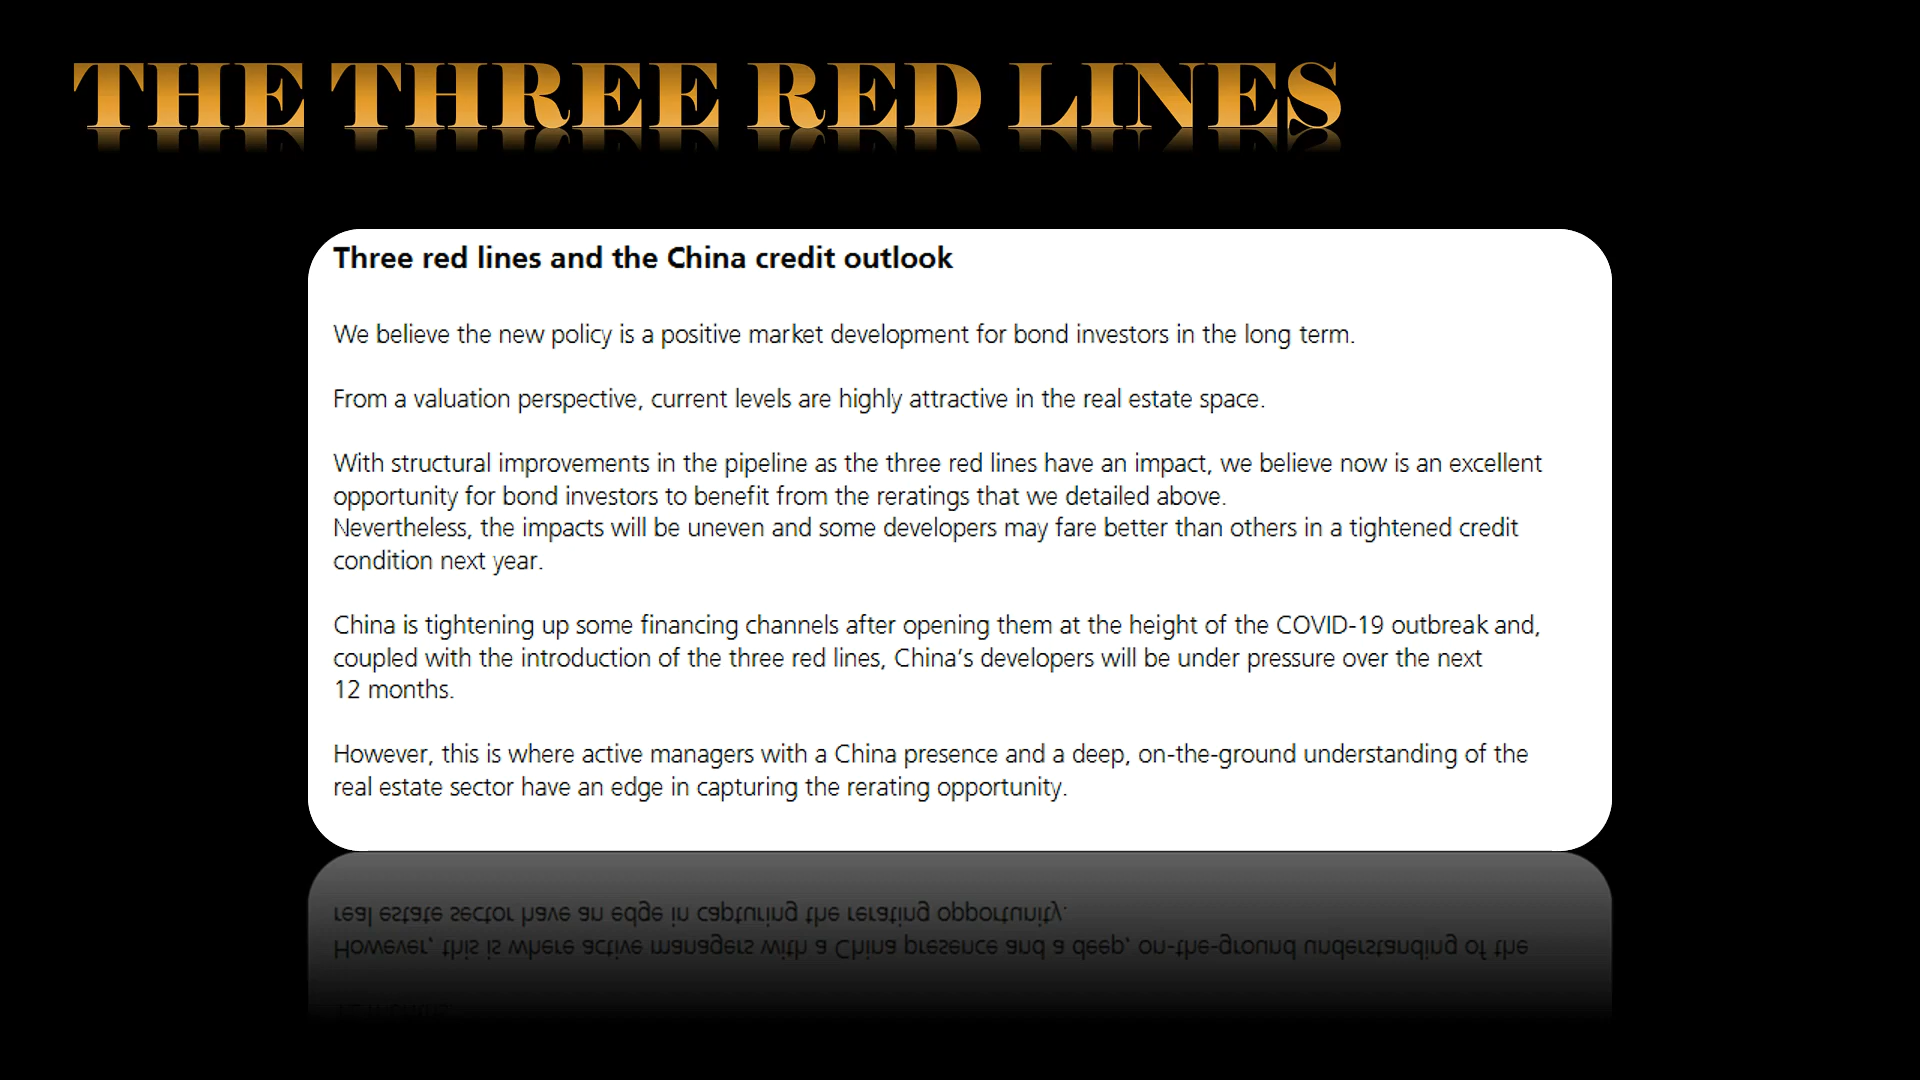 THE THREE RED LINES
Three red lines and the China credit outlook
We believe the new policy is a positive market development for bond investors in the long term.
From a valuation perspective, current levels are highly attractive in the real estate space.
With structural improvements in the pipeline as the three red lines have an impact, we believe now is an excellent
opportunity for bond investors to benefit from the reratings that we detailed above.
Nevertheless, the impacts will be uneven and some developers may fare better than others in a tightened credit
condition next year.
China is tightening up some financing channels after opening them at the height of the COVID-19 outbreak and,
coupled with the introduction of the three red lines, China’s developers will be under pressure over the next
12 months.
However, this is where active managers with a China presence and a deep, on-the-ground understanding of the
real estate sector have an edge in capturing the rerating opportunity.